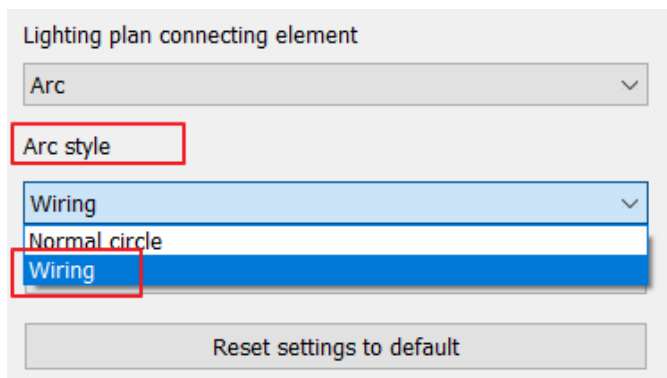 Lighting plan connecting element
Arc
Arc style
Wiring
Normal circle
Wiring
Reset settings to default